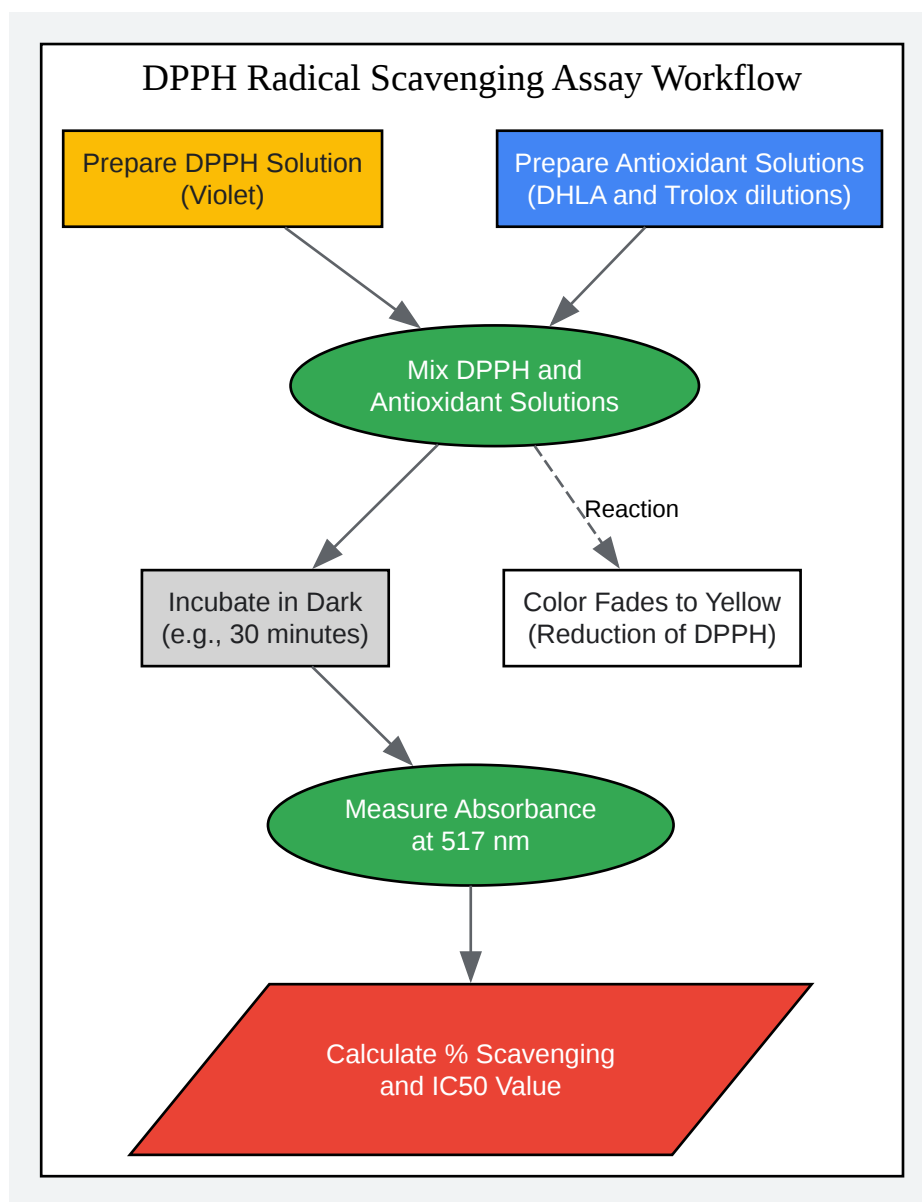 DPPH Radical Scavenging Assay Workflow
Prepare DPPH Solution
(Violet)
Prepare Antioxidant Solutions
(DHLA and Trolox dilutions)
Mix DPPH and
Antioxidant Solutions
Reaction
Incubate in Dark
(e.g., 30 minutes)
Color Fades to Yellow
(Reduction of DPPH)
Measure Absorbance
at 517 nm
Calculate % Scavenging
and IC50 Value